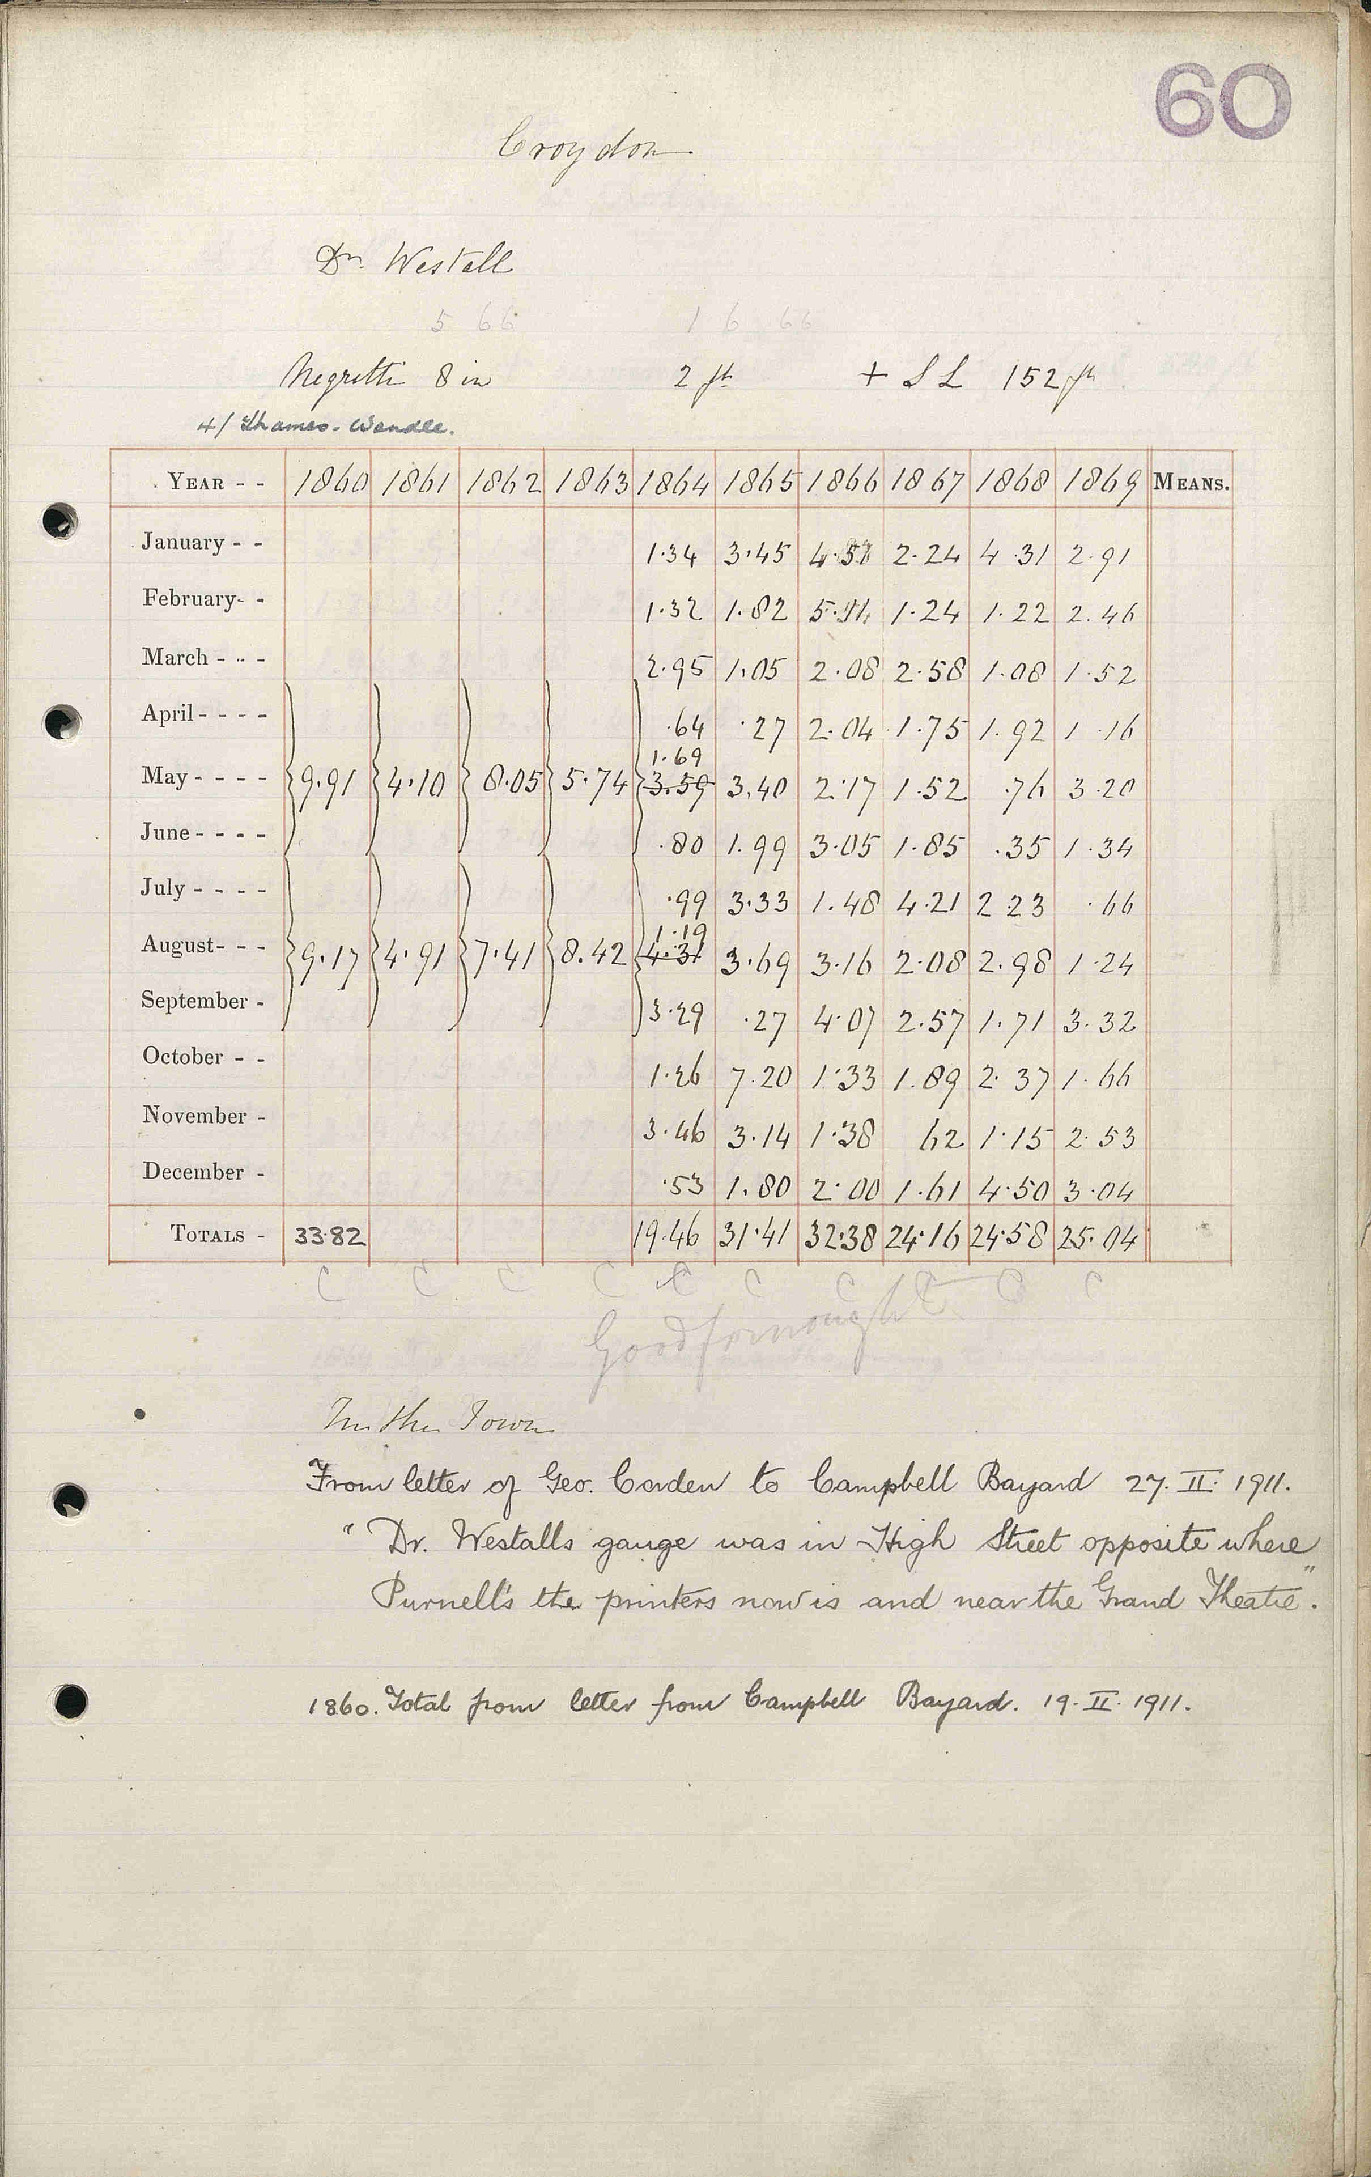 60
Croydon
Dr. Westall
5 66 1 6 66
Negretti 8 in 2 ft + S L 152 ft
4/ Thames - Wandle.
YEAR - - 1860 1861 1862 1863 1864 1865 1866 1867 1868 1869 MEANS.
January - - 1.34 3.45 2.24 4.31 2.91
February- - 1.32 1.82 1.24 1.22 2.46
March - - - 2.95 1.05 2.08 2.58 1.08 1.52
April - - - - .64 .27 2.04 1.75 1.92 1.16
1.69
May - - - - 9.91 4.10 8.05 5.74 3.59 3.40 2.17 1.52 .76 3.20
June - - - - .80 1.99 3.05 1.85 .35 1.34
July - - - - .99 3.33 1.48 4.21 2.23 .66
1.19
August - - - 9.17 4.91 7.41 8.42 4.31 3.69 3.16 2.08 2.98 1.24
September - 3.29 .27 4.07 2.57 1.71 3.32
October - - 1.26 7.20 1.33 1.89 2.37 1.66
November - 3.46 3.14 1.38 62 1.15 2.53
December - .53 1.80 2.00 1.61 4.50 3.04
TOTALS - 33.82 19.46 31.41 32.38 24.16 24.58 25.04
C C C C C C C C C C
In the Town
From letter of Geo. Corden to Campbell Bayard 27. II. 1911.
" Dr. Westalls gauge was in High Street opposite where
Purnell's the printers now is and near the Grand Theatre".
1860. Total from letter from Campbell Bayard. 19. II. 1911.